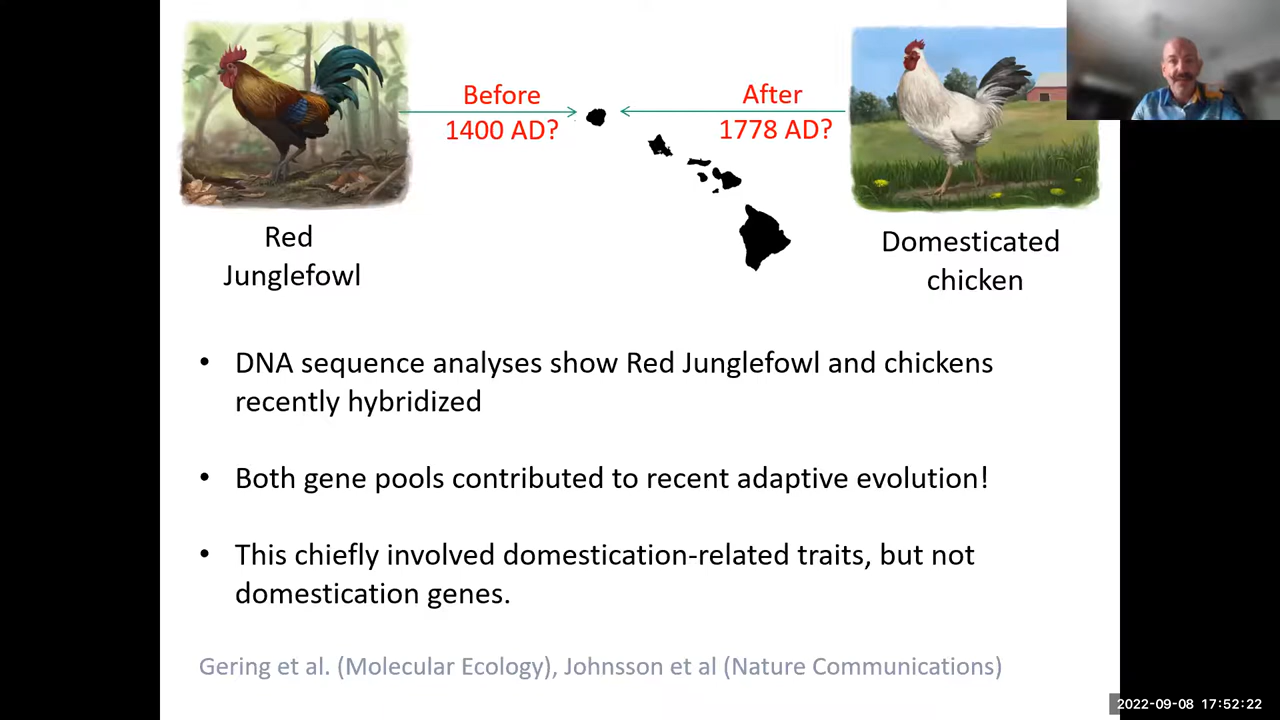 Before
1400 AD?
After
1778 AD?
Red
Junglefowl
Domesticated
chicken
• DNA sequence analyses show Red Junglefowl and chickens
recently hybridized
• Both gene pools contributed to recent adaptive evolution!
• This chiefly involved domestication-related traits, but not
domestication genes.
Gering et al. (Molecular Ecology), Johnsson et al (Nature Communications)
2022-09-08 17:52:22